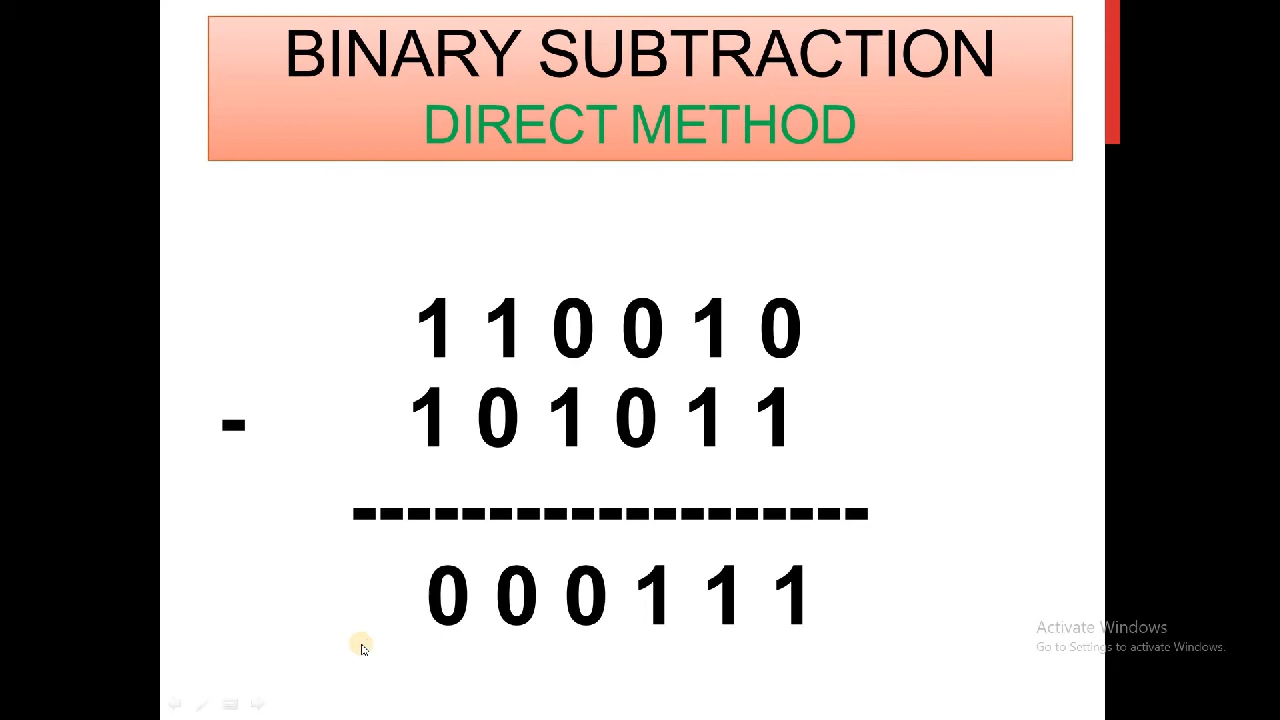 BINARY SUBTRACTION
DIRECT METHOD
1 1 0 0 1 0
- 1 0 1 0 1 1
-------------------
0 0 0 1 1 1
Activate Windows
Go to Settings to activate Windows.